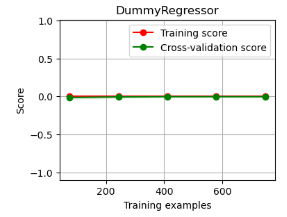 DummyRegressor
Training score
Cross-validation score
1.0
0.5
0.0
−0.5
−1.0
Score
200
400
600
Training examples